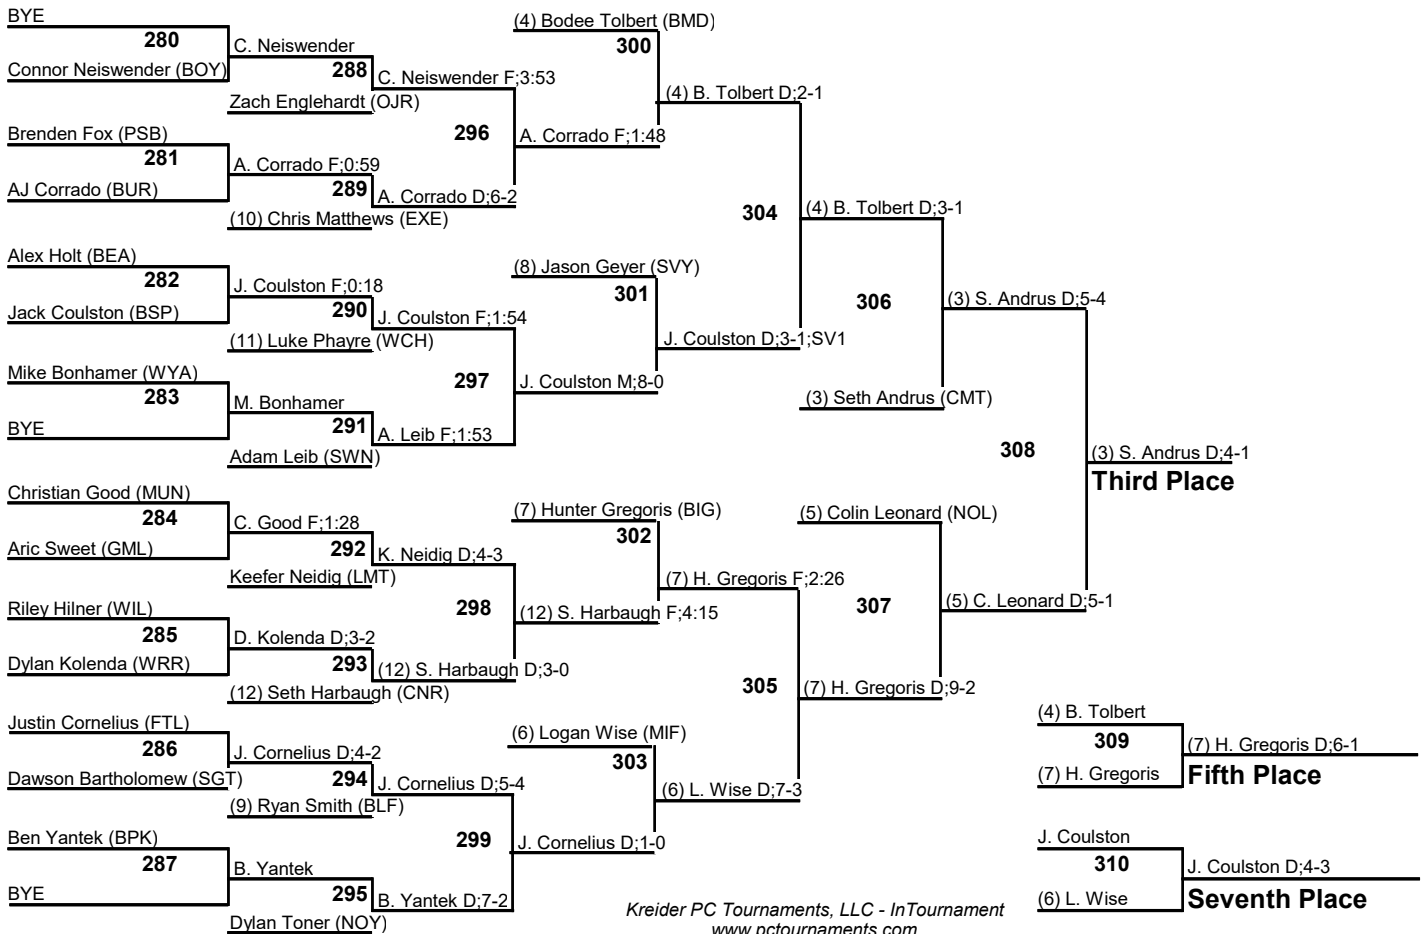 BYE
280
Connor Neiswender (BOY)
Brenden Fox (PSB)
281
AJ Corrado (BUR)
Alex Holt (BEA)
282
Jack Coulston (BSP)
Mike Bonhamer (WYA)
283
BYE
Christian Good (MUN)
284
Aric Sweet (GML)
Riley Hilner (WIL)
285
Dylan Kolenda (WRR)
Justin Cornelius (FTL)
286
Dawson Bartholomew (SGT)
Ben Yantek (BPK)
287
BYE
C. Neiswender
288
Zach Englehardt (OJR)
A. Corrado F;0:59
289
(10) Chris Matthews (EXE)
J. Coulston F;0:18
290
(11) Luke Phayre (WCH)
M. Bonhamer
291
Adam Leib (SWN)
C. Good F;1:28
292
Keefer Neidig (LMT)
D. Kolenda D;3-2
293
(12) Seth Harbaugh (CNR)
J. Cornelius D;4-2
294
(9) Ryan Smith (BLF)
B. Yantek
295
Dylan Toner (NOY)
C. Neiswender F;3:53
296
A. Corrado D;6-2
J. Coulston F;1:54
297
A. Leib F;1:53
K. Neidig D;4-3
298
(12) S. Harbaugh D;3-0
J. Cornelius D;5-4
299
B. Yantek D;7-2
(4) Bodee Tolbert (BMD)
300
A. Corrado F;1:48
(8) Jason Geyer (SVY)
301
J. Coulston M;8-0
(7) Hunter Gregoris (BIG)
302
(12) S. Harbaugh F;4:15
(6) Logan Wise (MIF)
303
J. Cornelius D;1-0
(4) B. Tolbert D;2-1
304
J. Coulston D;3-1;SV1
(7) H. Gregoris F;2:26
305
(6) L. Wise D;7-3
(4) B. Tolbert D;3-1
306
(3) Seth Andrus (CMT)
(5) Colin Leonard (NOL)
307
(7) H. Gregoris D;9-2
(3) S. Andrus D;5-4
308
(5) C. Leonard D;5-1
(3) S. Andrus D;4-1
Third Place
(4) B. Tolbert
309
(7) H. Gregoris
(7) H. Gregoris D;6-1
Fifth Place
J. Coulston
310
(6) L. Wise
J. Coulston D;4-3
Seventh Place
Kreider PC Tournaments, LLC - InTournament
www.pctournaments.com